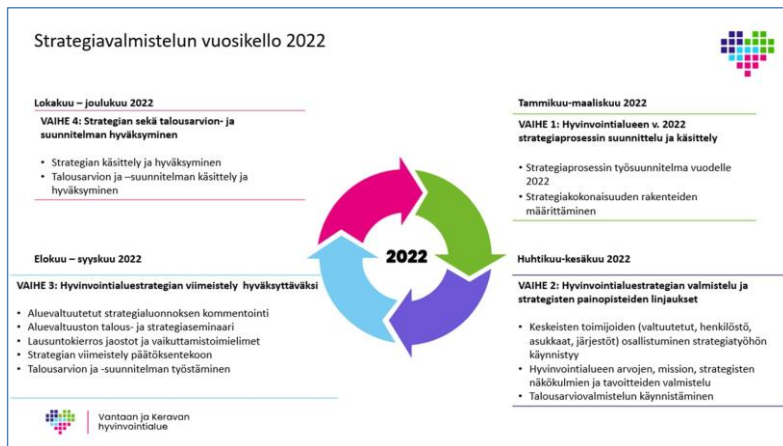 Strategiavalmistelun vuosikello 2022
Lokakuu – joulukuu 2022
VAIHE 4: Strategian sekä talousarvion- ja
suunnitelman hyväksyminen
• Strategian käsittely ja hyväksyminen
• Talousarvion ja –suunnitelman käsittely ja
hyväksyminen
Tammikuu-maaliskuu 2022
VAIHE 1: Hyvinvointialueen v. 2022
strategiaprosessin suunnittelu ja käsittely
• Strategiaprosessin työsuunnitelma vuodelle
2022
• Strategiakokonaisuuden rakenteiden
määrittäminen
2022
Elokuu – syyskuu 2022
VAIHE 3: Hyvinvointialuestrategian viimeistely hyväksyttäväksi
• Aluevaltuutetut strategialuonnoksen kommentointi
• Aluevaltuuston talous- ja strategiaseminaari
• Lausuntokierros jaostot ja vaikuttamistoimielimet
• Strategian viimeistely päätöksentekoon
• Talousarvion ja -suunnitelman työstäminen
Huhtikuu-kesäkuu 2022
VAIHE 2: Hyvinvointialuestrategian valmistelu ja
strategisten painopisteiden linjaukset
• Keskeisten toimijoiden (valtuutetut, henkilöstö,
asukkaat, järjestöt) osallistuminen strategiatyöhön
käynnistyy
• Hyvinvointialueen arvojen, mission, strategisten
näkökulmien ja tavoitteiden valmistelu
• Talousarviovalmistelun käynnistäminen
Vantaan ja Keravan
hyvinvointialue